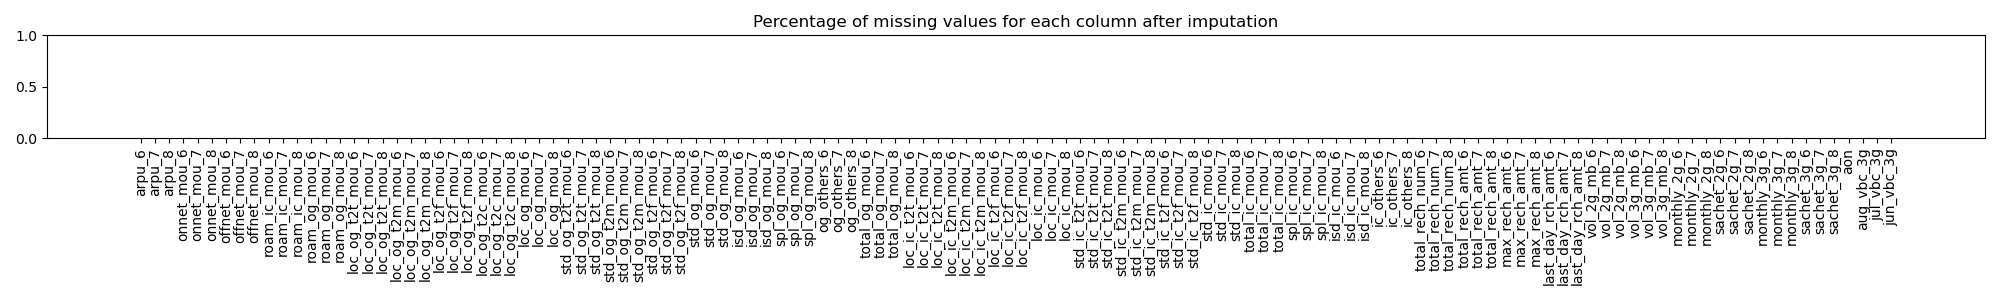 Percentage of missing values for each column after imputation
1.0
0.5
0.0
arpu_6
arpu_7
arpu_8
onnet_mou_6
onnet_mou_7
onnet_mou_8
offnet_mou_6
offnet_mou_7
offnet_mou_8
roam_ic_mou_6
roam_ic_mou_7
roam_ic_mou_8
roam_og_mou_6
roam_og_mou_7
roam_og_mou_8
loc_og_t2t_mou_6
loc_og_t2t_mou_7
loc_og_t2t_mou_8
loc_og_t2m_mou_6
loc_og_t2m_mou_7
loc_og_t2m_mou_8
loc_og_t2f_mou_6
loc_og_t2f_mou_7
loc_og_t2f_mou_8
loc_og_t2c_mou_6
loc_og_t2c_mou_7
loc_og_t2c_mou_8
loc_og_mou_6
loc_og_mou_7
loc_og_mou_8
std_og_t2t_mou_6
std_og_t2t_mou_7
std_og_t2t_mou_8
std_og_t2m_mou_6
std_og_t2m_mou_7
std_og_t2m_mou_8
std_og_t2f_mou_6
std_og_t2f_mou_7
std_og_t2f_mou_8
std_og_mou_6
std_og_mou_7
std_og_mou_8
isd_og_mou_6
isd_og_mou_7
isd_og_mou_8
spl_og_mou_6
spl_og_mou_7
spl_og_mou_8
og_others_6
og_others_7
og_others_8
total_og_mou_6
total_og_mou_7
total_og_mou_8
loc_ic_t2t_mou_6
loc_ic_t2t_mou_7
loc_ic_t2t_mou_8
loc_ic_t2m_mou_6
loc_ic_t2m_mou_7
loc_ic_t2m_mou_8
loc_ic_t2f_mou_6
loc_ic_t2f_mou_7
loc_ic_t2f_mou_8
loc_ic_mou_6
loc_ic_mou_7
loc_ic_mou_8
std_ic_t2t_mou_6
std_ic_t2t_mou_7
std_ic_t2t_mou_8
std_ic_t2m_mou_6
std_ic_t2m_mou_7
std_ic_t2m_mou_8
std_ic_t2f_mou_6
std_ic_t2f_mou_7
std_ic_t2f_mou_8
std_ic_mou_6
std_ic_mou_7
std_ic_mou_8
total_ic_mou_6
total_ic_mou_7
total_ic_mou_8
spl_ic_mou_6
spl_ic_mou_7
spl_ic_mou_8
isd_ic_mou_6
isd_ic_mou_7
isd_ic_mou_8
ic_others_6
ic_others_7
ic_others_8
total_rech_num_6
total_rech_num_7
total_rech_num_8
total_rech_amt_6
total_rech_amt_7
total_rech_amt_8
max_rech_amt_6
max_rech_amt_7
max_rech_amt_8
last_day_rch_amt_6
last_day_rch_amt_7
last_day_rch_amt_8
vol_2g_mb_6
vol_2g_mb_7
vol_2g_mb_8
vol_3g_mb_6
vol_3g_mb_7
vol_3g_mb_8
monthly_2g_6
monthly_2g_7
monthly_2g_8
sachet_2g_6
sachet_2g_7
sachet_2g_8
monthly_3g_6
monthly_3g_7
monthly_3g_8
sachet_3g_6
sachet_3g_7
sachet_3g_8
aon
aug_vbc_3g
jul_vbc_3g
jun_vbc_3g